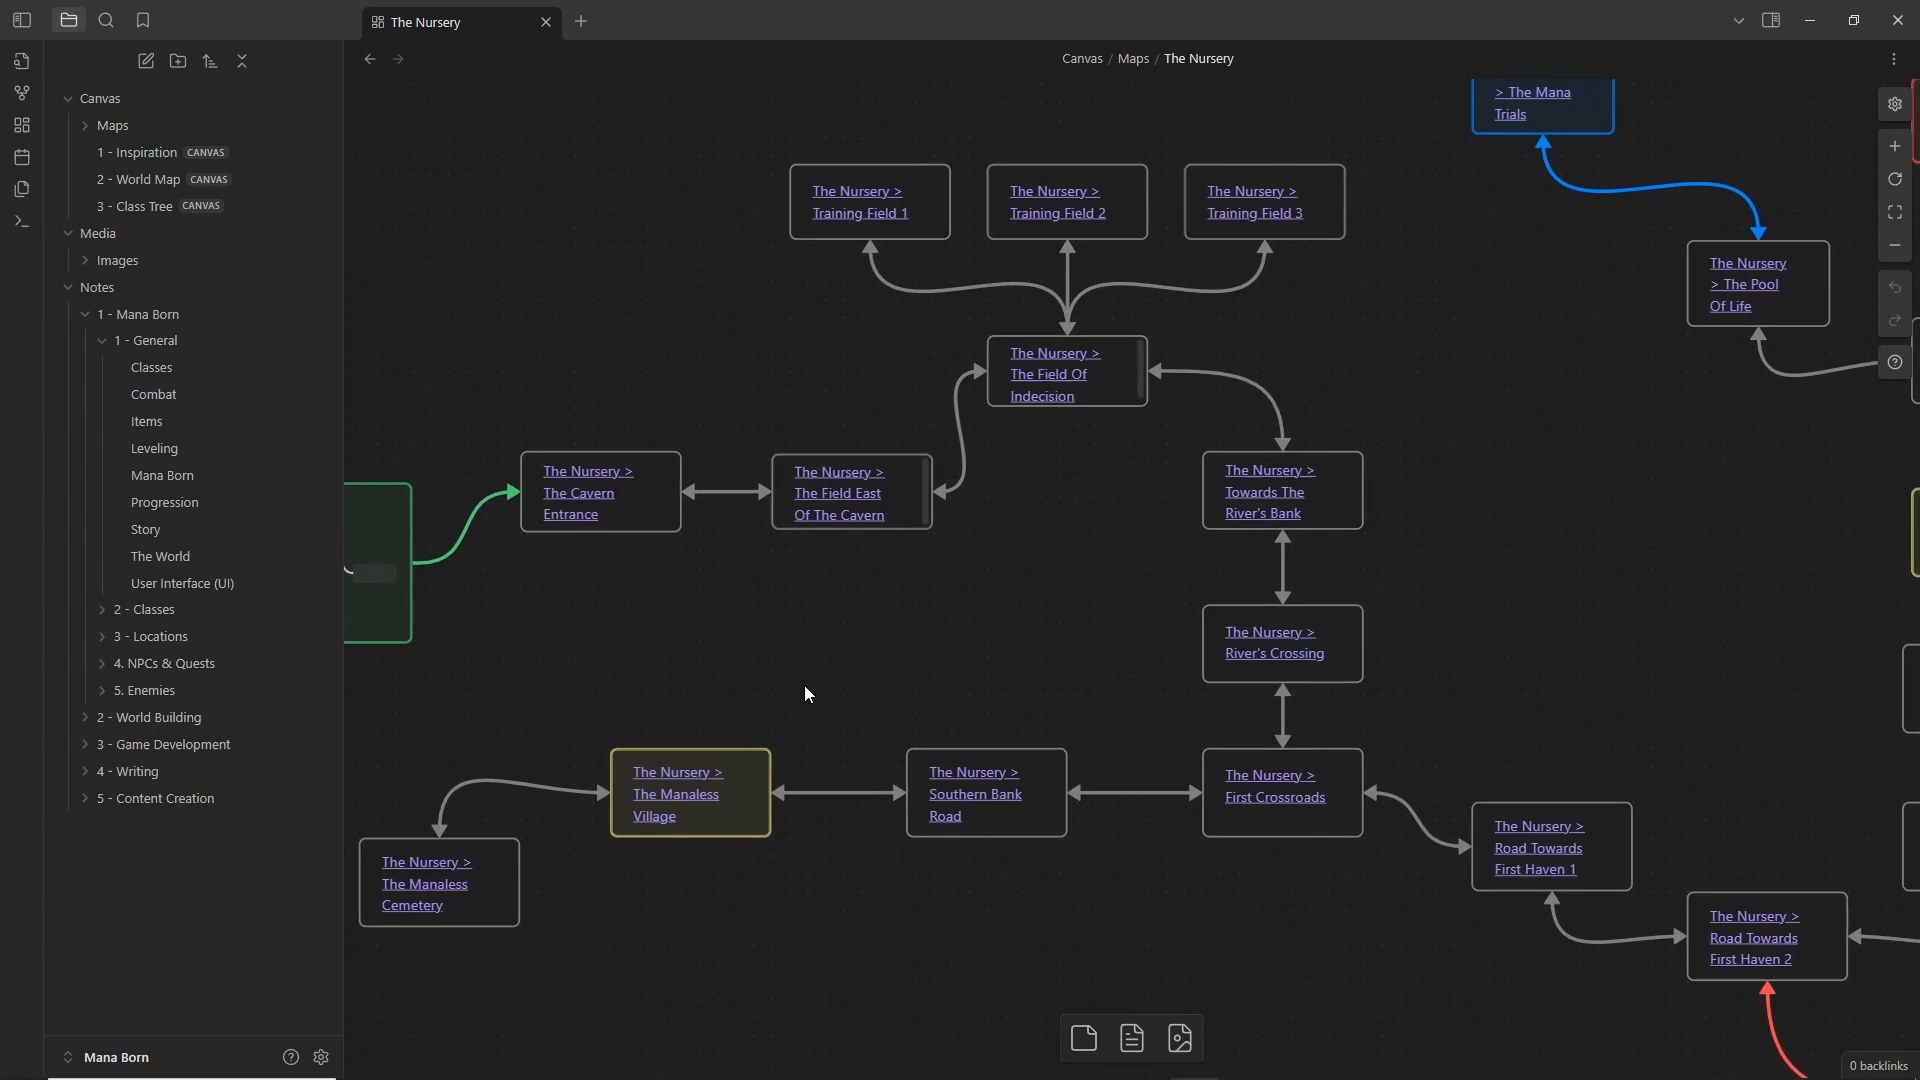 The Nursery
Canvas / Maps / The Nursery
Canvas
Maps
1 - Inspiration CANVAS
2 - World Map CANVAS
3 - Class Tree CANVAS
Media
Images
Notes
1 - Mana Born
1 - General
Classes
Combat
Items
Leveling
Mana Born
Progression
Story
The World
User Interface (UI)
2 - Classes
3 - Locations
4. NPCs & Quests
5. Enemies
2 - World Building
3 - Game Development
4 - Writing
5 - Content Creation
Mana Born
> The Mana
Trials
The Nursery >
Training Field 1
The Nursery >
Training Field 2
The Nursery >
Training Field 3
The Nursery
> The Pool
Of Life
The Nursery >
The Field Of
Indecision
The Nursery >
The Cavern
Entrance
The Nursery >
The Field East
Of The Cavern
The Nursery >
Towards The
River's Bank
The Nursery >
River's Crossing
The Nursery >
The Manaless
Village
The Nursery >
Southern Bank
Road
The Nursery >
First Crossroads
The Nursery >
Road Towards
First Haven 1
The Nursery >
The Manaless
Cemetery
The Nursery >
Road Towards
First Haven 2
0 backlinks